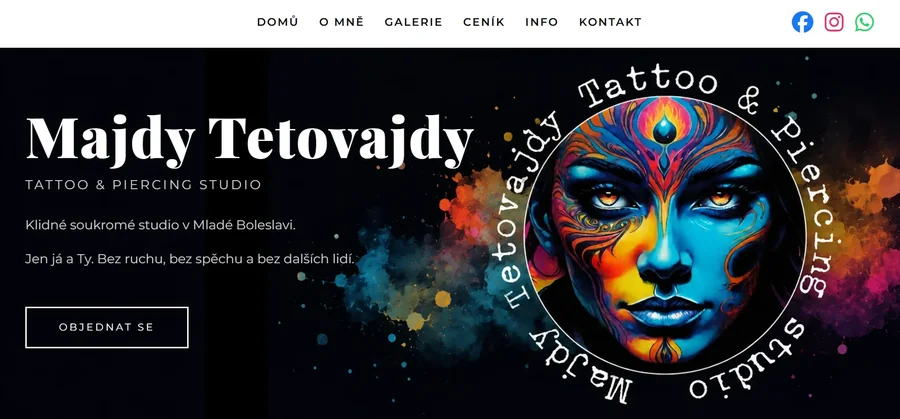 DOMŮ O MNĚ GALERIE CENÍK INFO KONTAKT
Majdy Tetovajdy
TATTOO & PIERCING STUDIO
Klidné soukromé studio v Mladé Boleslavi.
Jen já a Ty. Bez ruchu, bez spěchu a bez dalších lidí.
OBJEDNAT SE
Majdy Tetovajdy Tattoo & Piercing studio